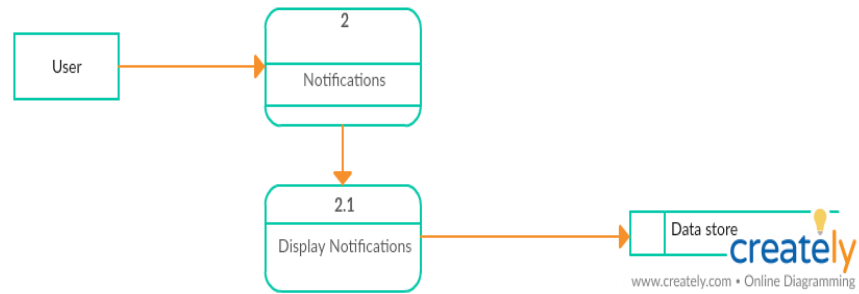 2
User
Notifications
2.1
Display Notifications
Data store
creately
www.creately.com • Online Diagramming